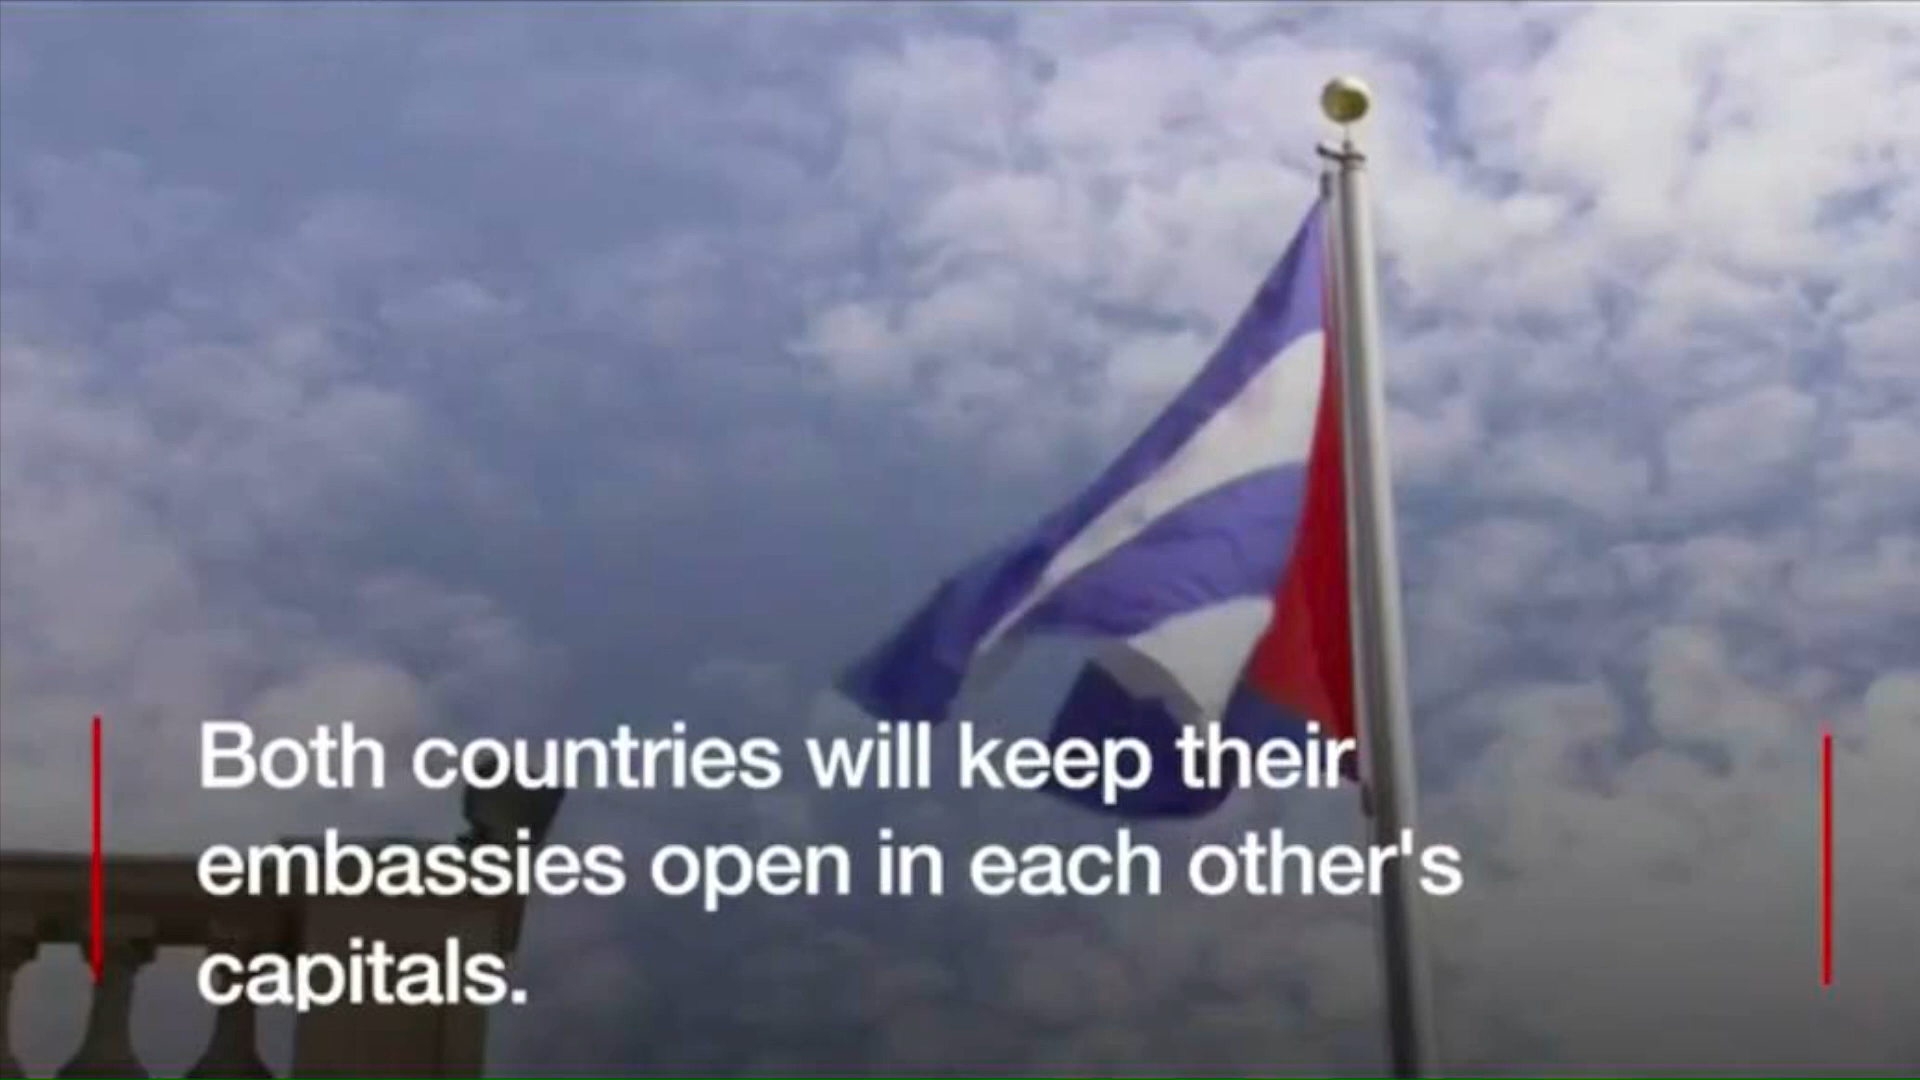 Both countries will keep their
embassies open in each other's
capitals.